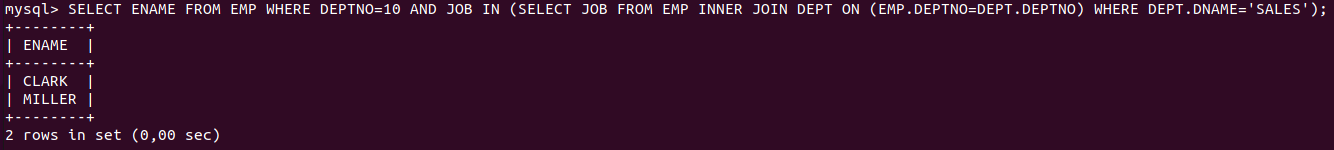 mysql> SELECT ENAME FROM EMP WHERE DEPTNO=10 AND JOB IN (SELECT JOB FROM EMP INNER JOIN DEPT ON (EMP.DEPTNO=DEPT.DEPTNO) WHERE DEPT.DNAME='SALES');
+--------+
| ENAME  |
+--------+
| CLARK  |
| MILLER |
+--------+
2 rows in set (0,00 sec)